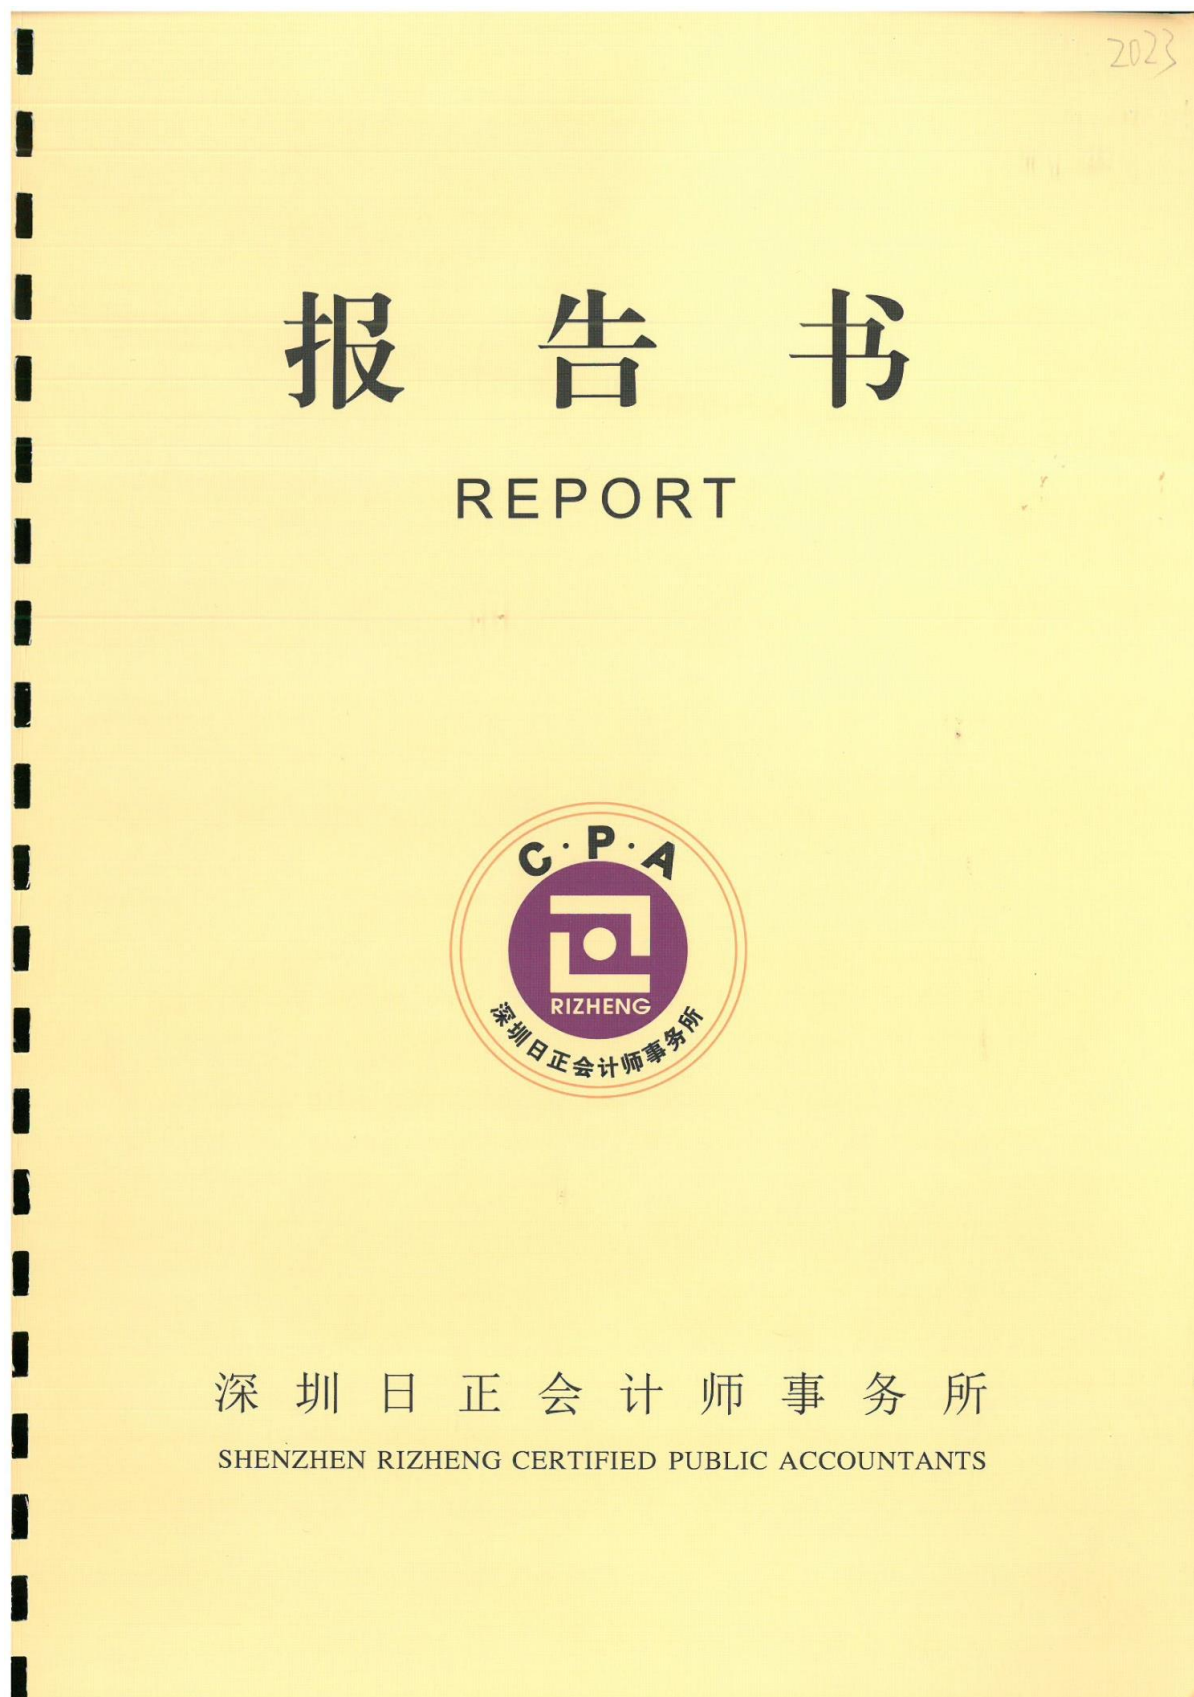 2023
报告书
REPORT
C·P·A
RIZHENG
深圳日正会计师事务所
深圳日正会计师事务所
SHENZHEN RIZHENG CERTIFIED PUBLIC ACCOUNTANTS